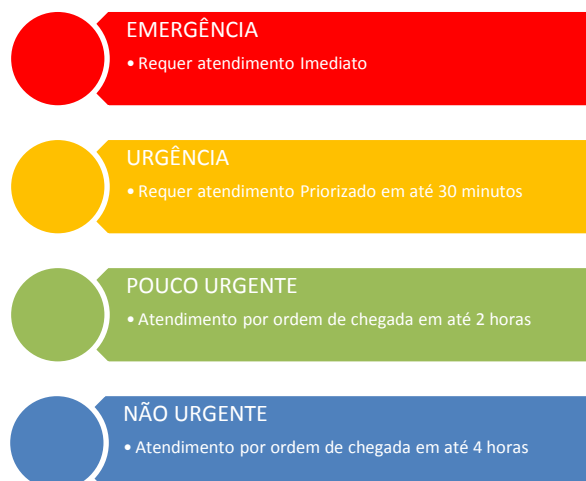 EMERGÊNCIA
• Requer atendimento Imediato
URGÊNCIA
• Requer atendimento Priorizado em até 30 minutos
POUCO URGENTE
• Atendimento por ordem de chegada em até 2 horas
NÃO URGENTE
• Atendimento por ordem de chegada em até 4 horas